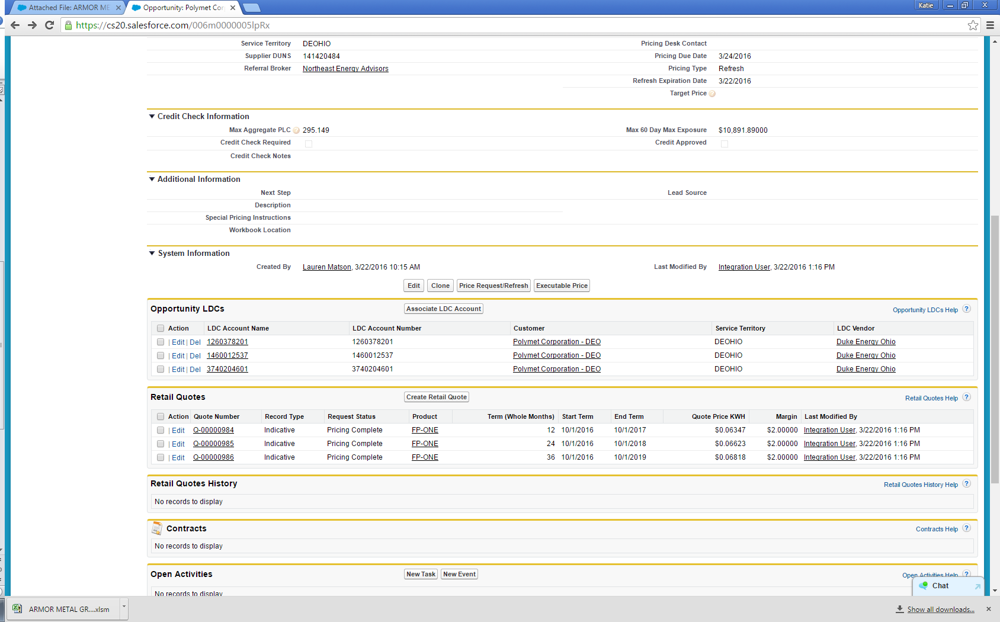 Attached File: ARMOR ME
Opportunity: Polymet Cor
Katie
https://cs20.salesforce.com/006m0000005lpRx
Service Territory DEOHIO Pricing Desk Contact
Supplier DUNS 141420484 Pricing Due Date 3/24/2016
Referral Broker Northeast Energy Advisors Pricing Type Refresh
Refresh Expiration Date 3/22/2016
Target Price ?
Credit Check Information
Max Aggregate PLC ? 295.149 Max 60 Day Max Exposure $10,891.89000
Credit Check Required Credit Approved
Credit Check Notes
Additional Information
Next Step Lead Source
Description
Special Pricing Instructions
Workbook Location
System Information
Created By Lauren Matson, 3/22/2016 10:15 AM Last Modified By Integration User, 3/22/2016 1:16 PM
Edit Clone Price Request/Refresh Executable Price
Opportunity LDCs Associate LDC Account Opportunity LDCs Help ?
Action LDC Account Name LDC Account Number Customer Service Territory LDC Vendor
| Edit | Del 1260378201 1260378201 Polymet Corporation - DEO DEOHIO Duke Energy Ohio
| Edit | Del 1460012537 1460012537 Polymet Corporation - DEO DEOHIO Duke Energy Ohio
| Edit | Del 3740204601 3740204601 Polymet Corporation - DEO DEOHIO Duke Energy Ohio
Retail Quotes Create Retail Quote Retail Quotes Help ?
Action Quote Number Record Type Request Status Product Term (Whole Months) Start Term End Term Quote Price KWH Margin Last Modified By
| Edit Q-00000984 Indicative Pricing Complete FP-ONE 12 10/1/2016 10/1/2017 $0.06347 $2.00000 Integration User, 3/22/2016 1:16 PM
| Edit Q-00000985 Indicative Pricing Complete FP-ONE 24 10/1/2016 10/1/2018 $0.06623 $2.00000 Integration User, 3/22/2016 1:16 PM
| Edit Q-00000986 Indicative Pricing Complete FP-ONE 36 10/1/2016 10/1/2019 $0.06818 $2.00000 Integration User, 3/22/2016 1:16 PM
Retail Quotes History Retail Quotes History Help ?
No records to display
Contracts Contracts Help ?
No records to display
Open Activities New Task New Event Open Activities Help ?
No records to display
Chat
ARMOR METAL GR....xlsm Show all downloads...